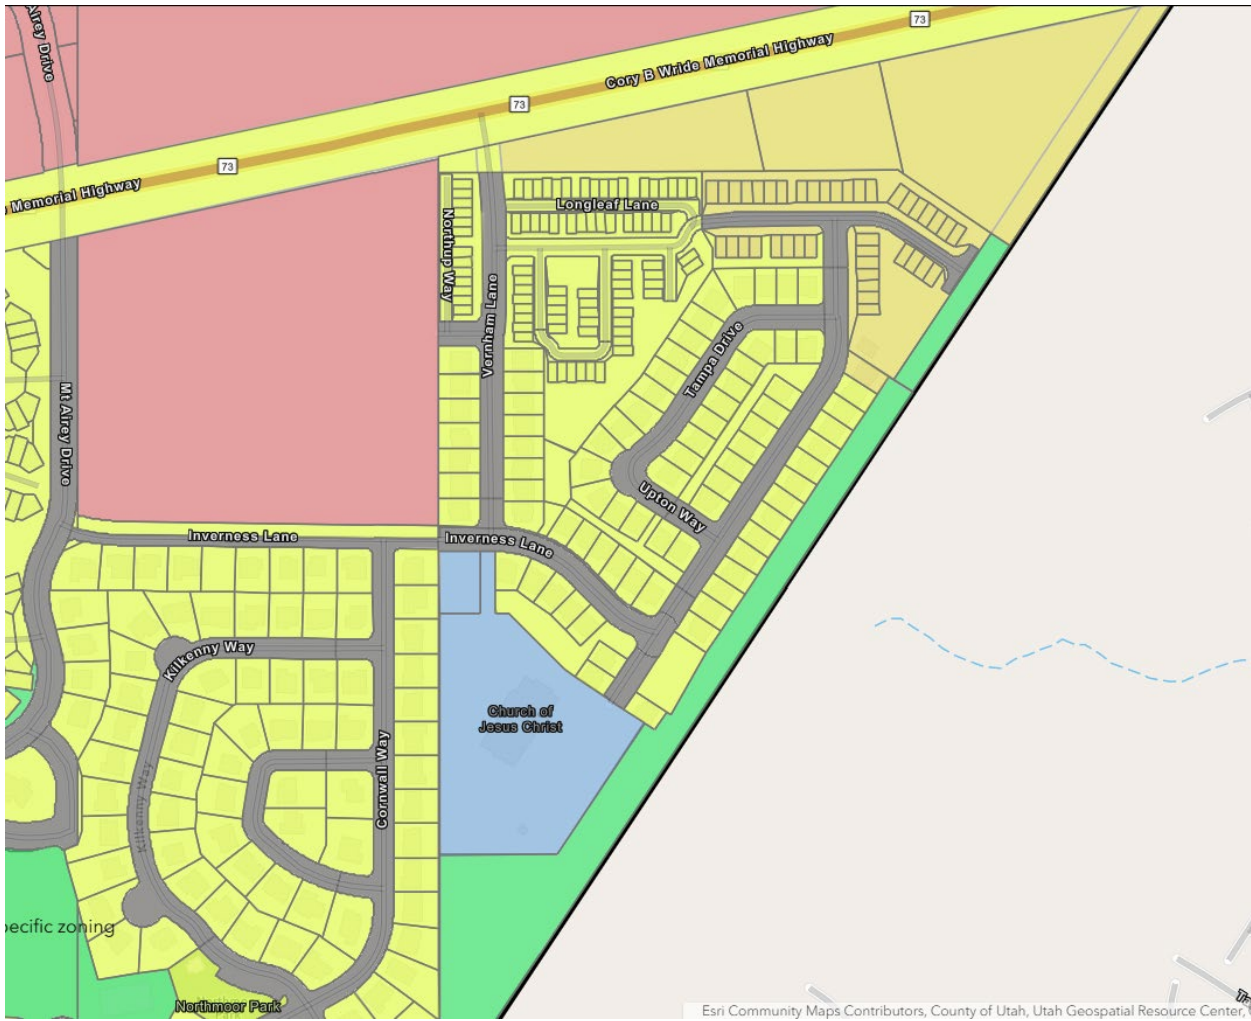 Airey Drive
73
Cory B Wride Memorial Highway
73
73
Memorial Highway
Longleaf Lane
Northup Way
Vernham Lane
Tampa Drive
Mt Airey Drive
Upton Way
Inverness Lane
Inverness Lane
Kilkenny Way
Church of
Jesus Christ
Cornwall Way
Kilkenny Way
pecific zoning
Northmoor Park
Esri Community Maps Contributors, County of Utah, Utah Geospatial Resource Center,